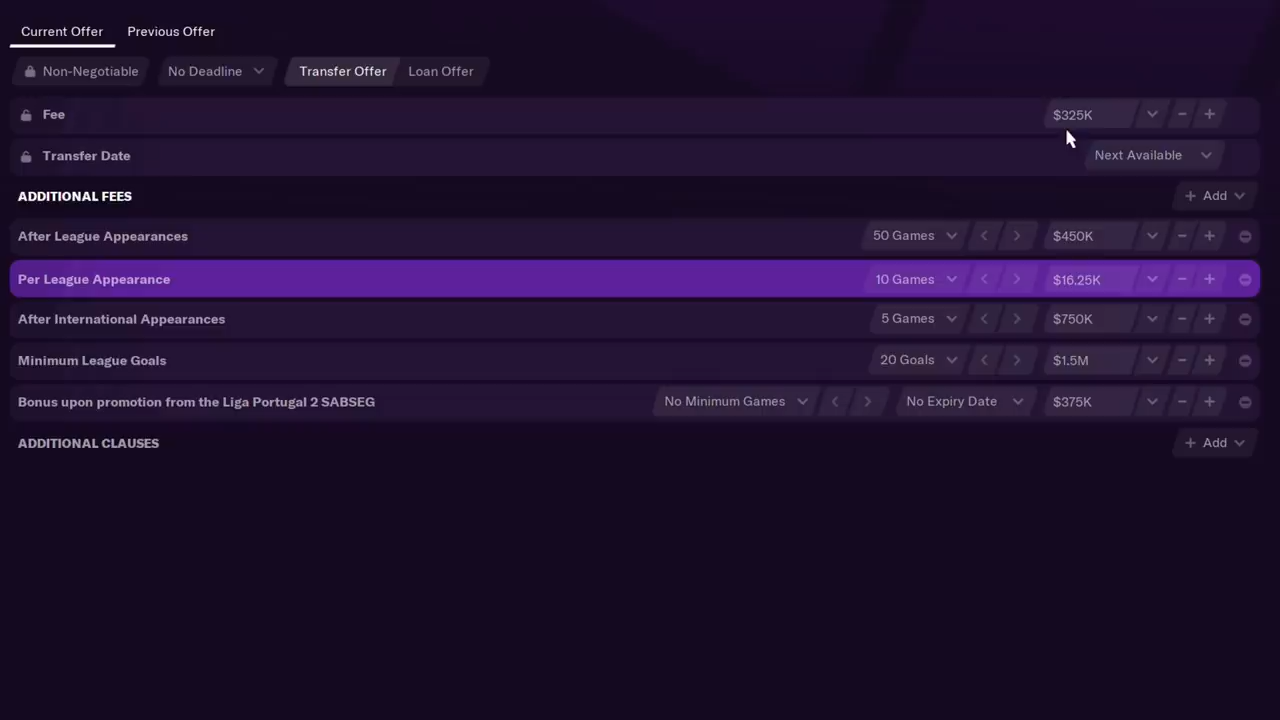 Current Offer Previous Offer
Non-Negotiable No Deadline Transfer Offer Loan Offer
Fee $325K
Transfer Date Next Available
ADDITIONAL FEES Add
After League Appearances 50 Games $450K
Per League Appearance 10 Games $16.25K
After International Appearances 5 Games $750K
Minimum League Goals 20 Goals $1.5M
Bonus upon promotion from the Liga Portugal 2 SABSEG No Minimum Games No Expiry Date $375K
ADDITIONAL CLAUSES Add